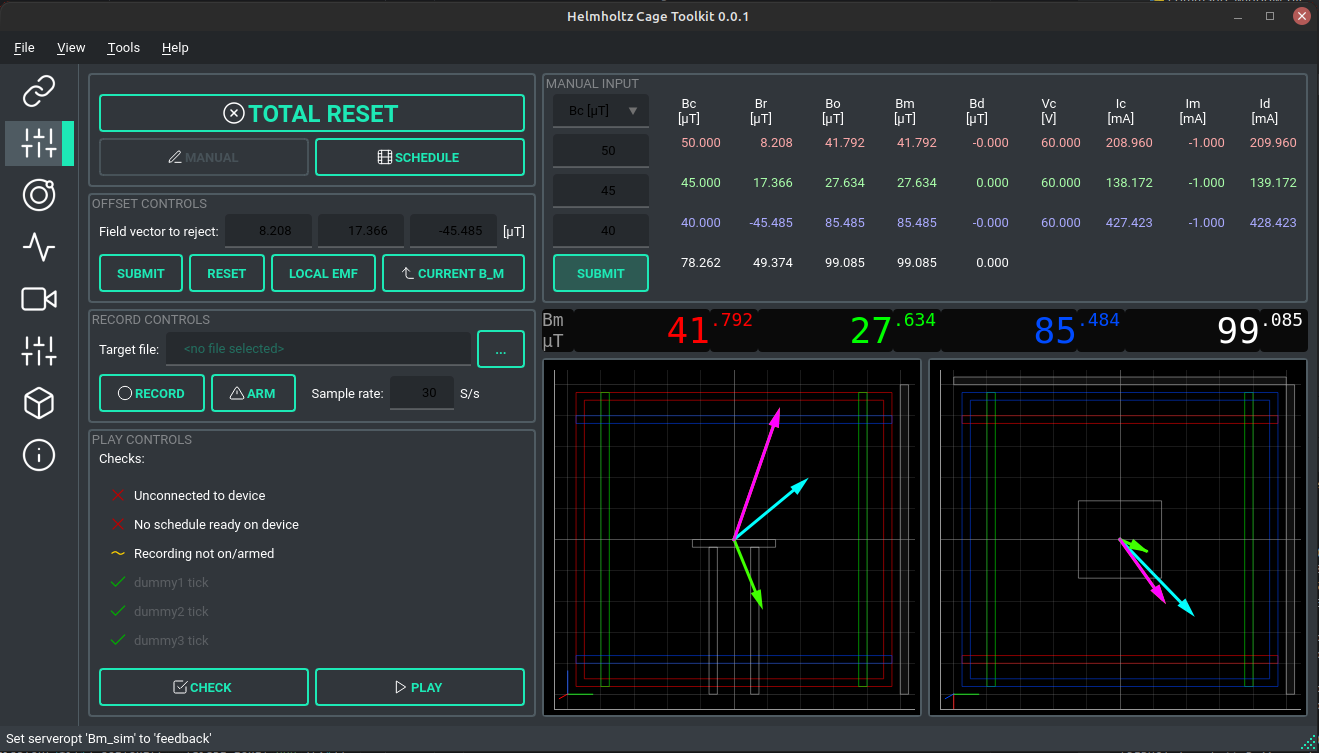 Helmholtz Cage Toolkit 0.0.1
File View Tools Help
TOTAL RESET
MANUAL SCHEDULE
OFFSET CONTROLS
Field vector to reject: 8.208 17.366 -45.485 [µT]
SUBMIT RESET LOCAL EMF CURRENT B_M
RECORD CONTROLS
Target file: <no file selected> ...
RECORD ARM Sample rate: 30 S/s
PLAY CONTROLS
Checks:
Unconnected to device
No schedule ready on device
Recording not on/armed
dummy1 tick
dummy2 tick
dummy3 tick
CHECK PLAY
MANUAL INPUT
Bc [µT] Bc Br Bo Bm Bd Vc Ic Im Id
[µT] [µT] [µT] [µT] [µT] [V] [mA] [mA] [mA]
50 50.000 8.208 41.792 41.792 -0.000 60.000 208.960 -1.000 209.960
45 45.000 17.366 27.634 27.634 0.000 60.000 138.172 -1.000 139.172
40 40.000 -45.485 85.485 85.485 -0.000 60.000 427.423 -1.000 428.423
SUBMIT 78.262 49.374 99.085 99.085 0.000
Bm 41.792 27.634 85.484 99.085
µT
Set serveropt 'Bm_sim' to 'feedback'